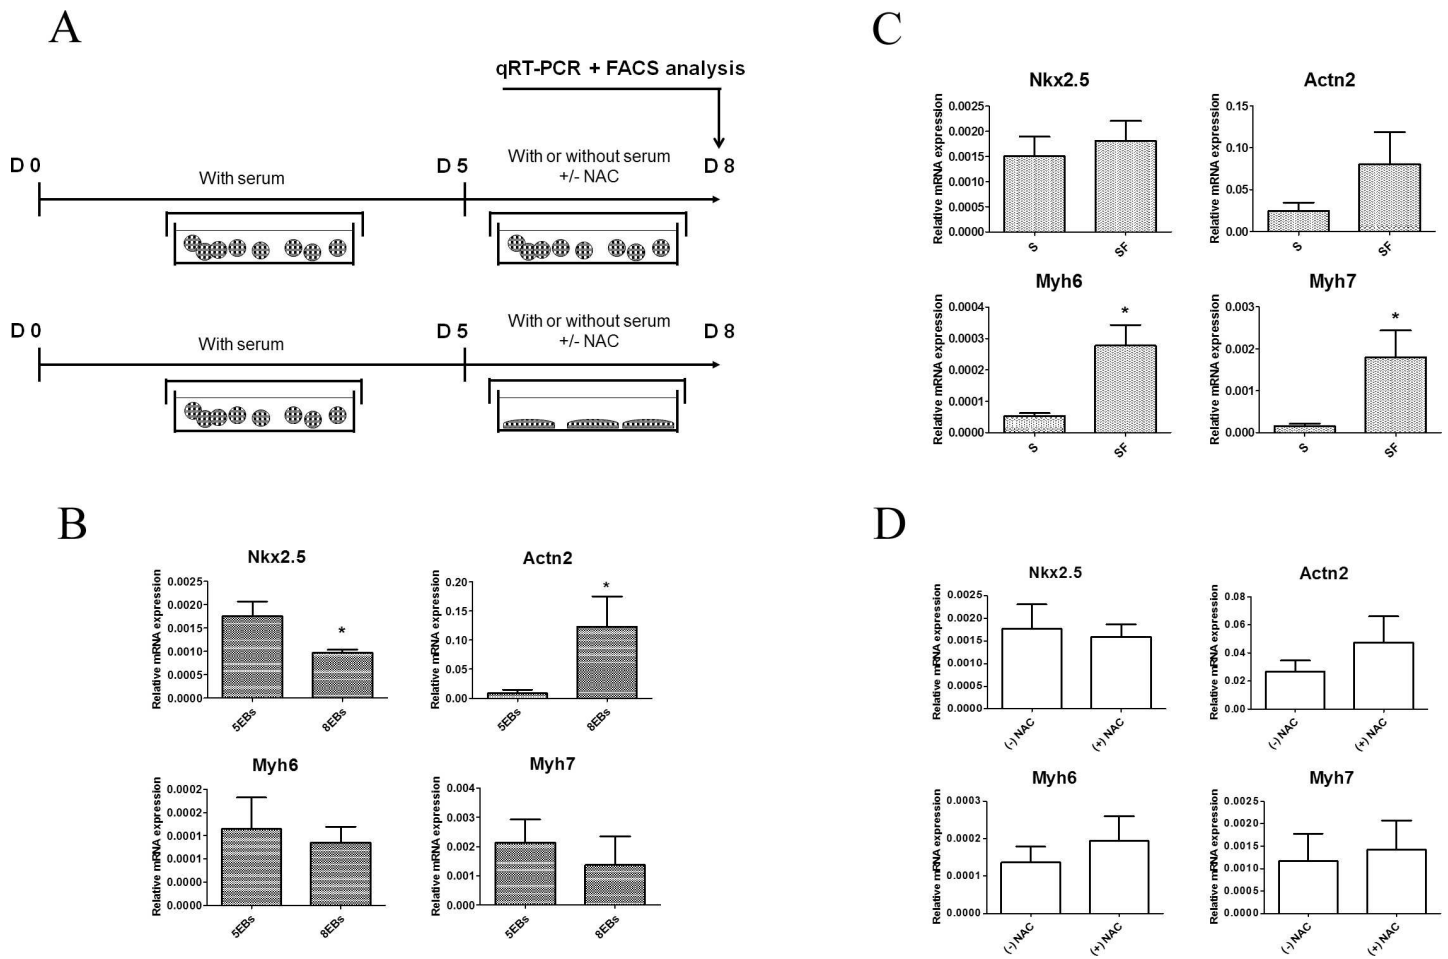 A
qRT-PCR + FACS analysis
D 0
With serum
D 5
With or without serum
+/- NAC
D 8
D 0
With serum
D 5
With or without serum
+/- NAC
D 8
B
Nkx2.5
Relative mRNA expression
0.0025
0.0020
0.0015
0.0010
0.0005
0.0000
*
5EBs
8EBs
Actn2
Relative mRNA expression
0.20
0.15
0.10
0.05
0.00
*
5EBs
8EBs
Myh6
Relative mRNA expression
0.0002
0.0002
0.0001
0.0001
0.0000
0.0000
5EBs
8EBs
Myh7
Relative mRNA expression
0.004
0.003
0.002
0.001
0.000
5EBs
8EBs
C
Nkx2.5
Relative mRNA expression
0.0025
0.0020
0.0015
0.0010
0.0005
0.0000
S
SF
Actn2
Relative mRNA expression
0.15
0.10
0.05
0.00
S
SF
Myh6
Relative mRNA expression
0.0004
0.0003
0.0002
0.0001
0.0000
*
S
SF
Myh7
Relative mRNA expression
0.003
0.002
0.001
0.000
*
S
SF
D
Nkx2.5
Relative mRNA expression
0.0025
0.0020
0.0015
0.0010
0.0005
0.0000
(-) NAC
(+) NAC
Actn2
Relative mRNA expression
0.08
0.06
0.04
0.02
0.00
(-) NAC
(+) NAC
Myh6
Relative mRNA expression
0.0003
0.0002
0.0001
0.0000
(-) NAC
(+) NAC
Myh7
Relative mRNA expression
0.0025
0.0020
0.0015
0.0010
0.0005
0.0000
(-) NAC
(+) NAC